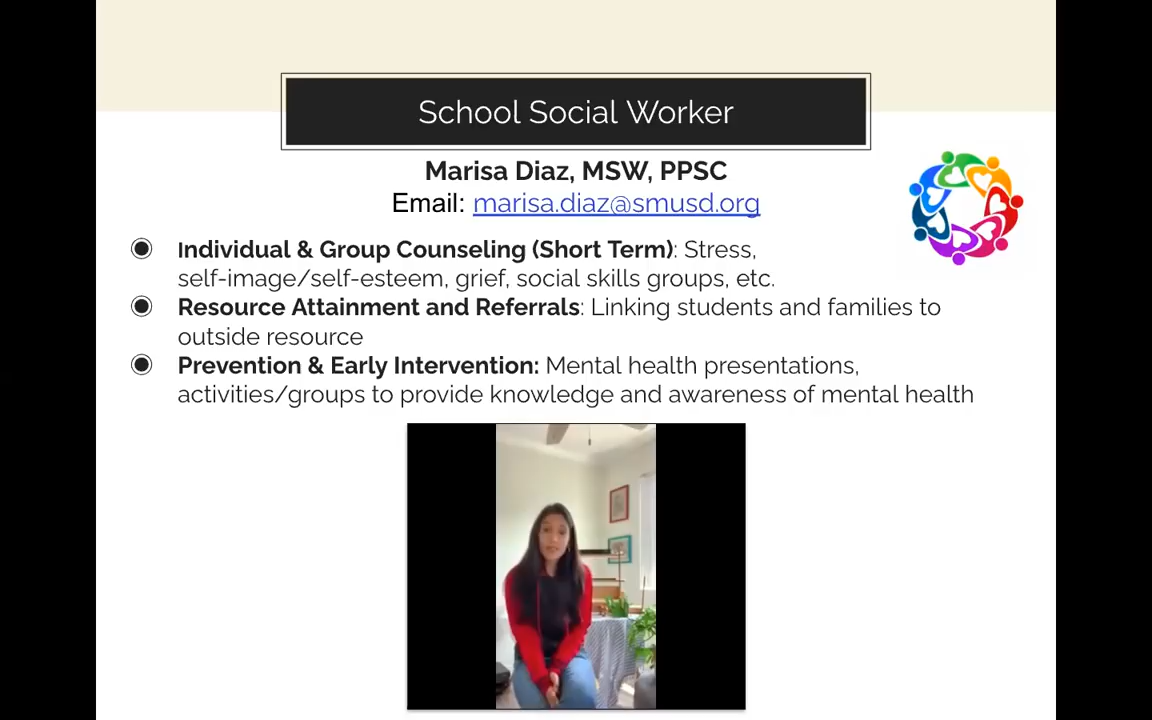 School Social Worker
Marisa Diaz, MSW, PPSC
Email: marisa.diaz@smusd.org
Individual & Group Counseling (Short Term): Stress,
self-image/self-esteem, grief, social skills groups, etc.
Resource Attainment and Referrals: Linking students and families to
outside resource
Prevention & Early Intervention: Mental health presentations,
activities/groups to provide knowledge and awareness of mental health